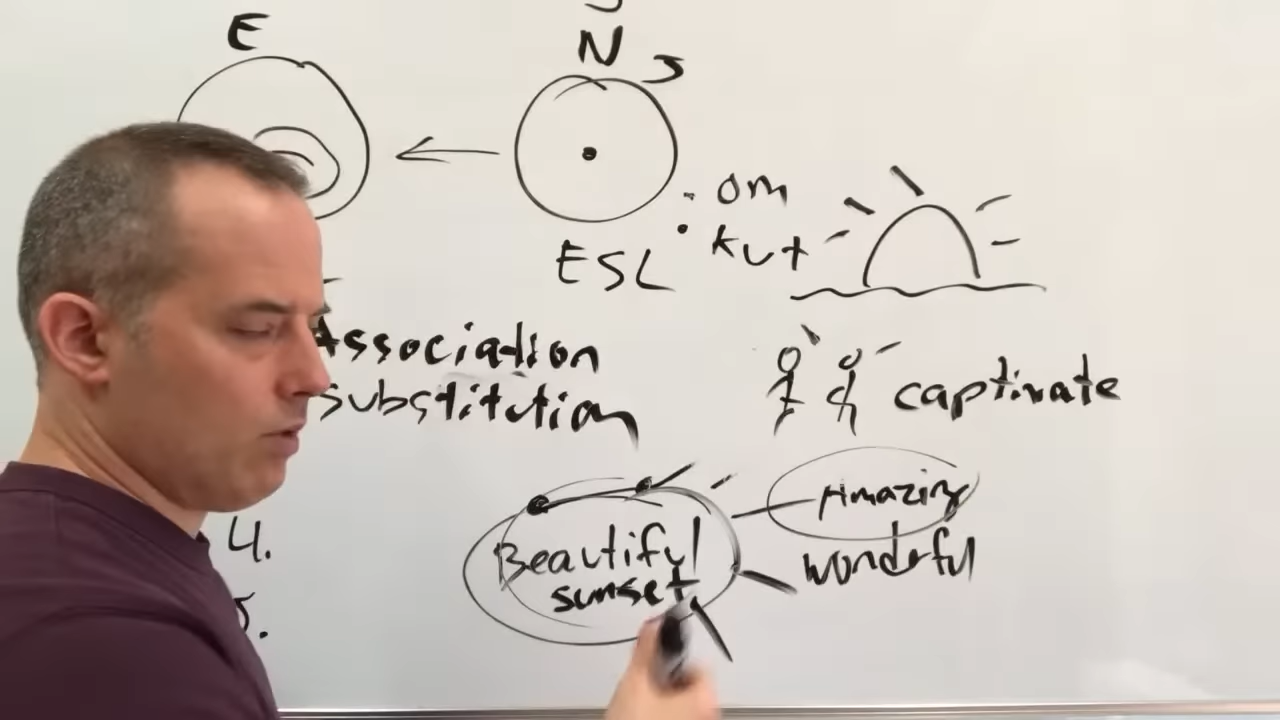 E
N
S
om
ESL
kut
Association
substitution
captivate
Amazing
Beautiful
wonderful
sunset
4.
5.